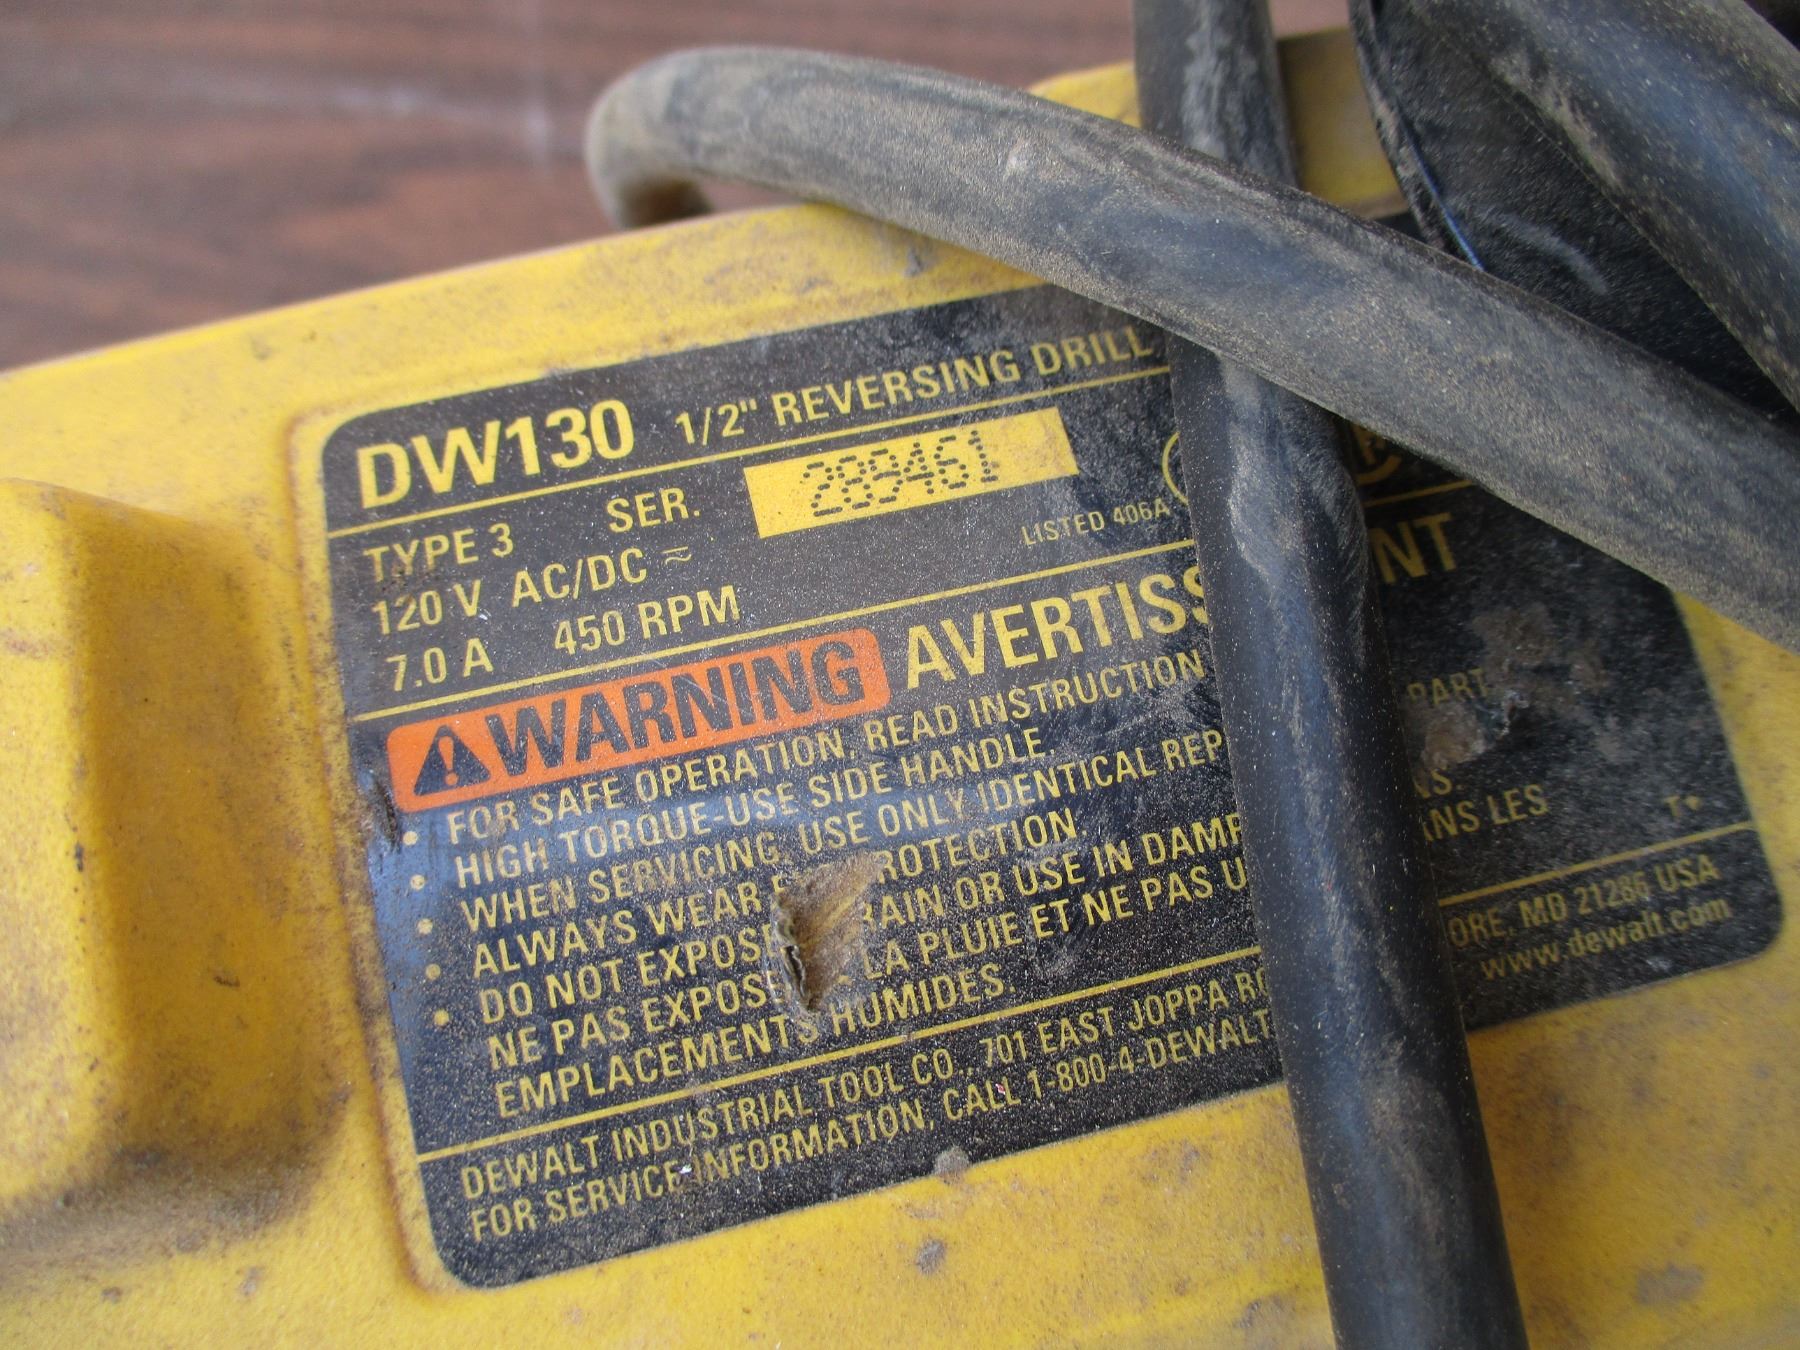 DW130 1/2" REVERSING DRILL
TYPE 3 SER. 289461
120 V AC/DC ≂ LISTED 406A
7.0 A 450 RPM
WARNING AVERTISS NT
• FOR SAFE OPERATION, READ INSTRUCTION
• HIGH TORQUE-USE SIDE HANDLE.
• WHEN SERVICING, USE ONLY IDENTICAL REP PART
• ALWAYS WEAR E ROTECTION.
• DO NOT EXPOSE RAIN OR USE IN DAMP NS.
NE PAS EXPOSE LA PLUIE ET NE PAS U ANS LES
EMPLACEMENTS HUMIDES. T*
DEWALT INDUSTRIAL TOOL CO., 701 EAST JOPPA RO ORE, MD 21286 USA
FOR SERVICE INFORMATION, CALL 1-800-4-DEWALT www.dewalt.com